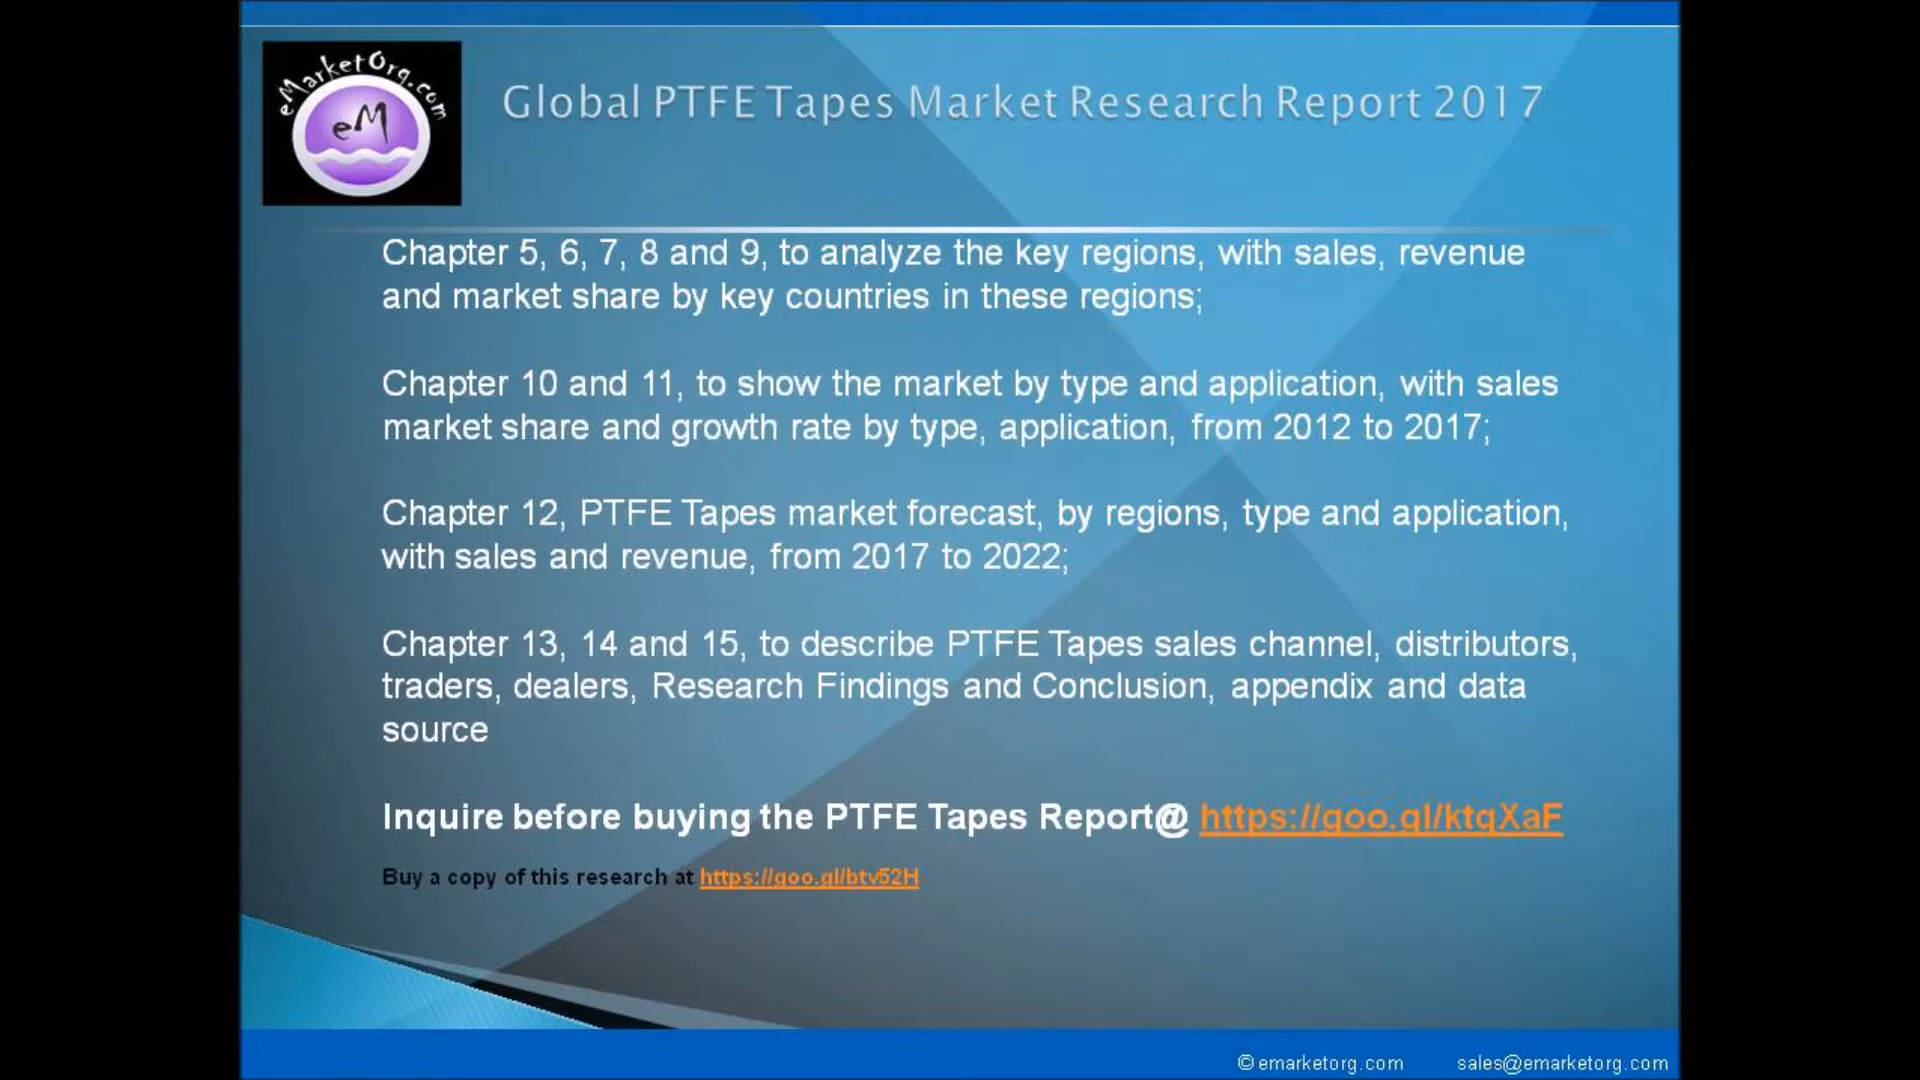 eMarketOrg.com
eM
Global PTFE Tapes Market Research Report 2017
Chapter 5, 6, 7, 8 and 9, to analyze the key regions, with sales, revenue
and market share by key countries in these regions;
Chapter 10 and 11, to show the market by type and application, with sales
market share and growth rate by type, application, from 2012 to 2017;
Chapter 12, PTFE Tapes market forecast, by regions, type and application,
with sales and revenue, from 2017 to 2022;
Chapter 13, 14 and 15, to describe PTFE Tapes sales channel, distributors,
traders, dealers, Research Findings and Conclusion, appendix and data
source
Inquire before buying the PTFE Tapes Report@ https://goo.gl/ktqXaF
Buy a copy of this research at https://goo.gl/btv52H
© emarketorg.com sales@emarketorg.com